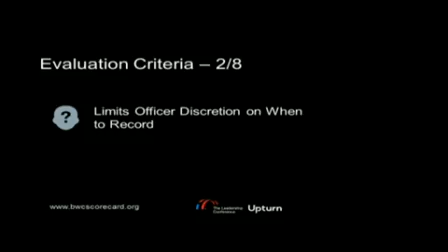 Evaluation Criteria – 2/8
?
Limits Officer Discretion on When
to Record
www.bwcscorecard.org
The Leadership
Conference
Upturn